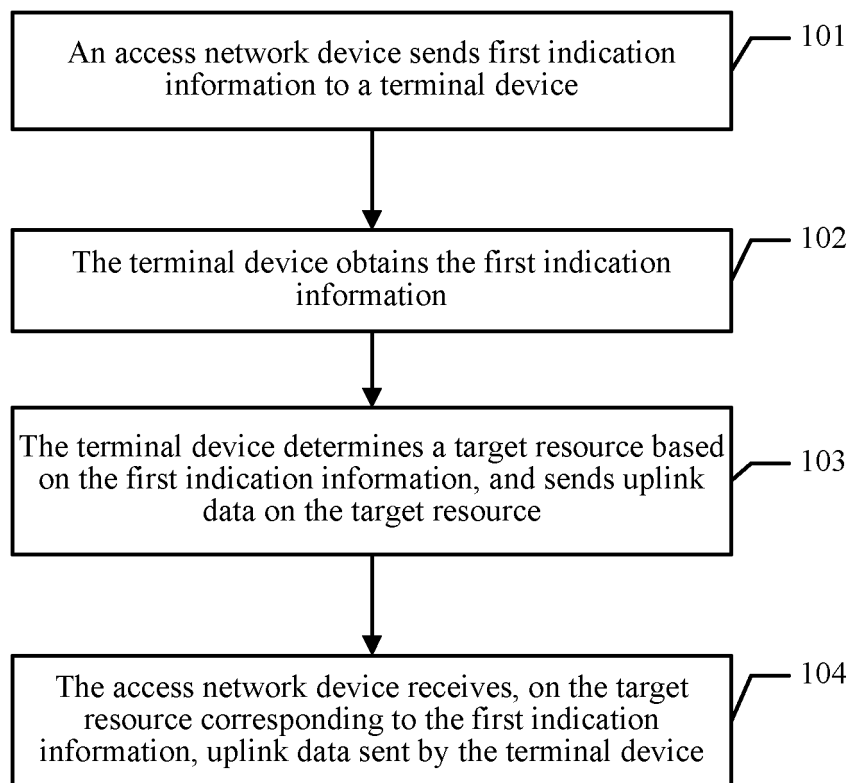 An access network device sends first indication
information to a terminal device
101
The terminal device obtains the first indication
information
102
The terminal device determines a target resource based
on the first indication information, and sends uplink
data on the target resource
103
The access network device receives, on the target
resource corresponding to the first indication
information, uplink data sent by the terminal device
104